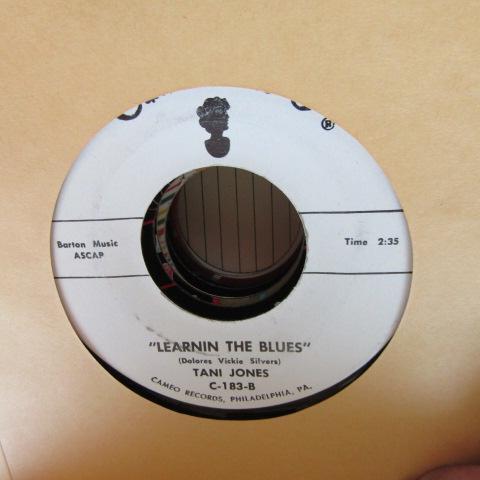 ®
Barton Music
ASCAP
Time 2:35
"LEARNIN THE BLUES"
(Dolores Vickie Silvers)
TANI JONES
C-183-B
CAMEO RECORDS, PHILADELPHIA, PA.